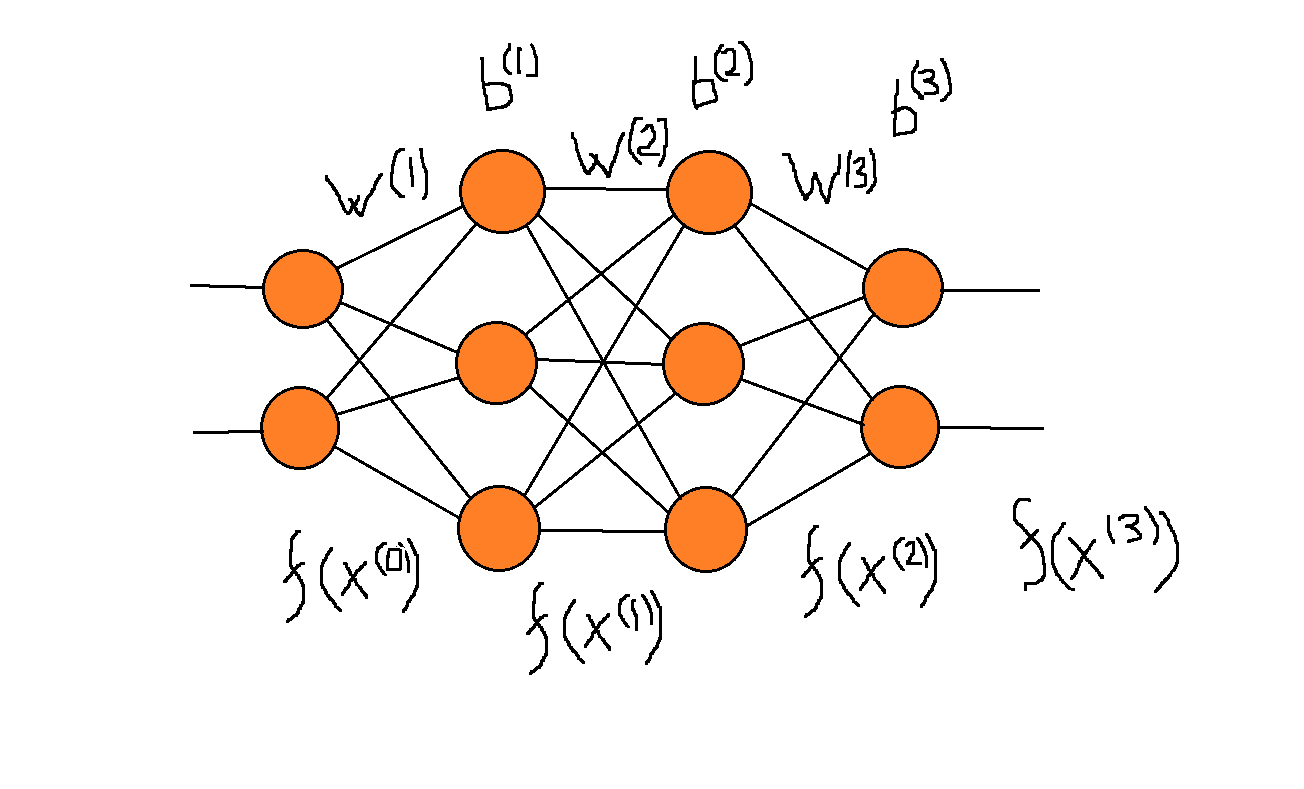 b^(1)
b^(2)
b^(3)
W^(1)
W^(2)
W^(3)
f(x^(0))
f(x^(1))
f(x^(2))
f(x^(3))